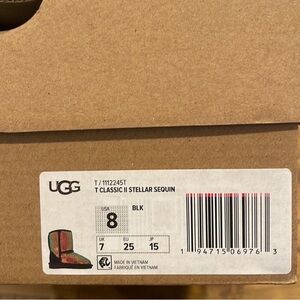 UGG
T / 1112245T
T CLASSIC II STELLAR SEQUIN
USA
8
BLK
UK EU JP
7 25 15
MADE IN VIETNAM
FABRIQUÉ EN VIETNAM
1 94715 06976 3